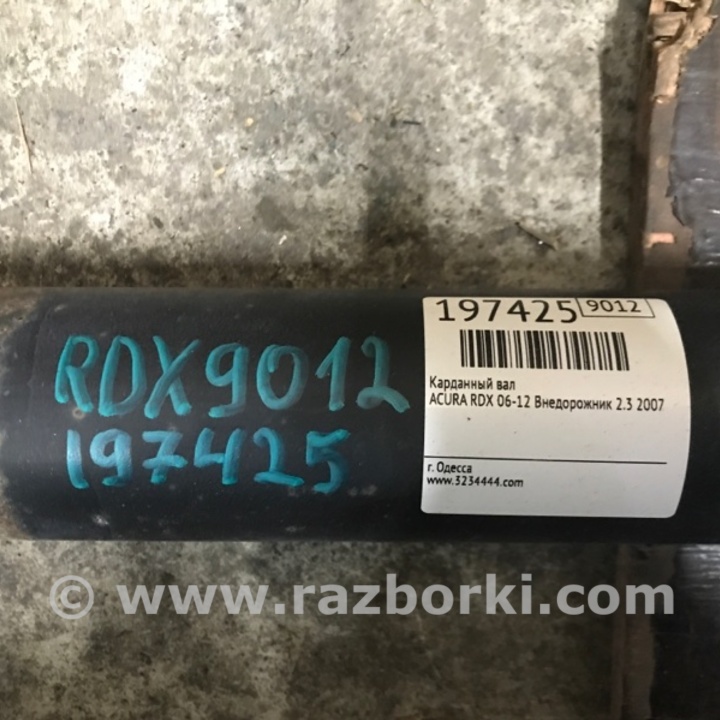 RDX9012
197425
197425 9012
Карданный вал
ACURA RDX 06-12 Внедорожник 2.3 2007
г. Одесса
www.3234444.com
© www.razborki.com